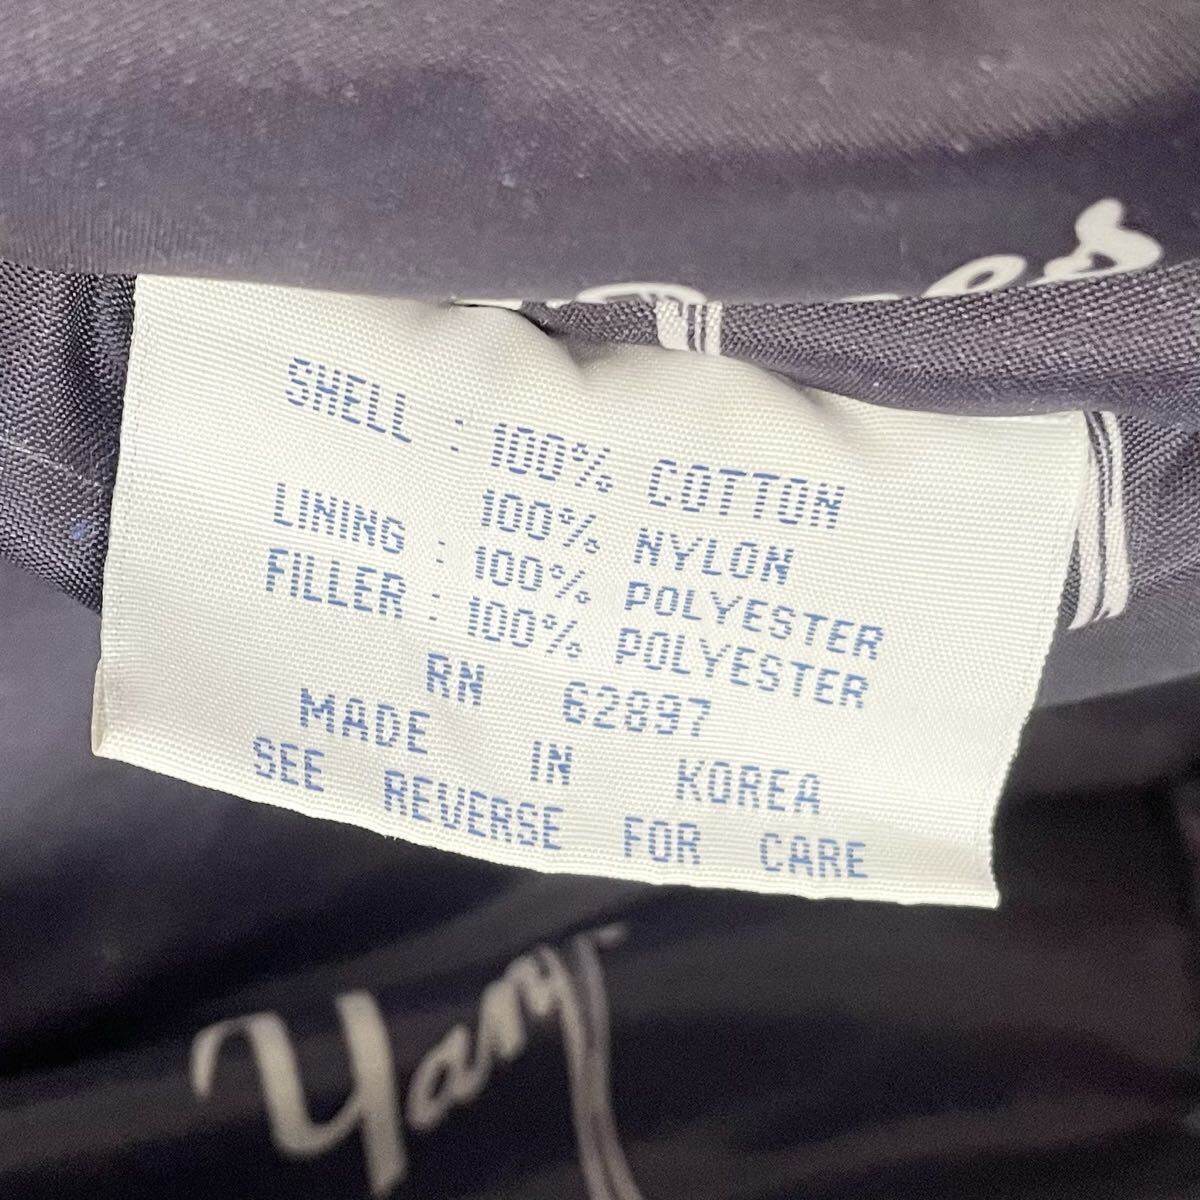 SHELL : 100% COTTON
100% NYLON
LINING : 100% POLYESTER
FILLER : 100% POLYESTER
RN 62897
MADE IN KOREA
SEE REVERSE FOR CARE
Yan